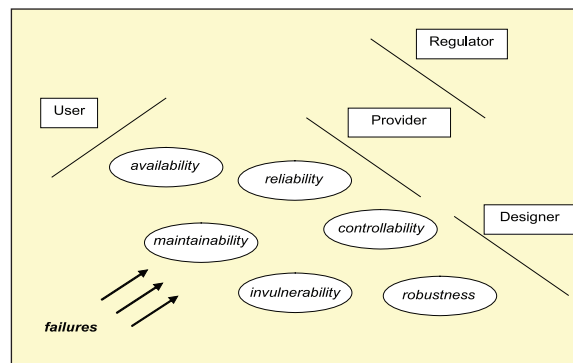 Regulator
User
Provider
availability
reliability
Designer
controllability
maintainability
invulnerability
robustness
failures